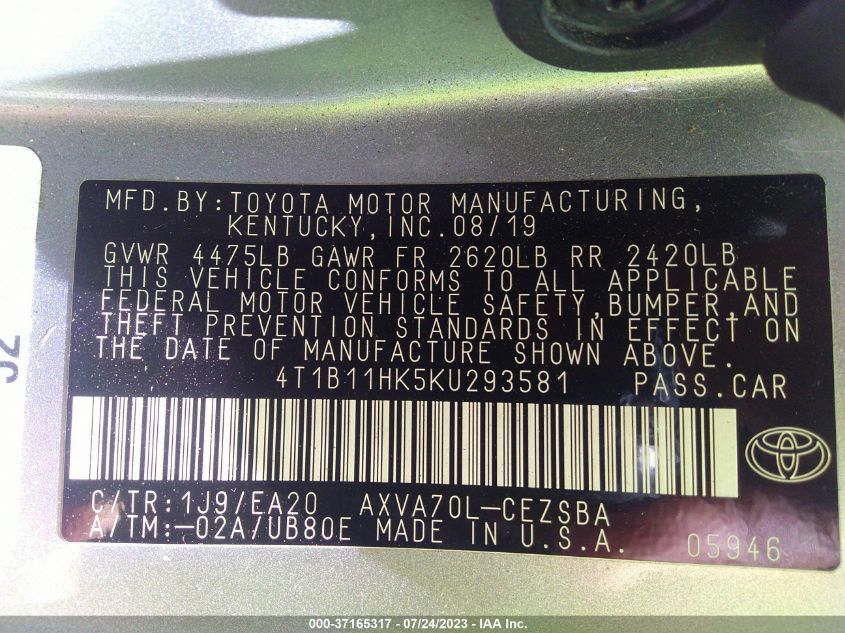 MFD.BY:TOYOTA MOTOR MANUFACTURING,
KENTUCKY,INC.08/19
GVWR 4475LB GAWR FR 2620LB RR 2420LB
THIS VEHICLE CONFORMS TO ALL APPLICABLE
FEDERAL MOTOR VEHICLE SAFETY,BUMPER,AND
THEFT PREVENTION STANDARDS IN EFFECT ON
THE DATE OF MANUFACTURE SHOWN ABOVE.
4T1B11HK5KU293581 PASS.CAR
C/TR:1J9/EA20 AXVA70L-CEZSBA
A/TM:-02A/UB80E MADE IN U.S.A. 05946
000-37165317 - 07/24/2023 - IAA Inc.